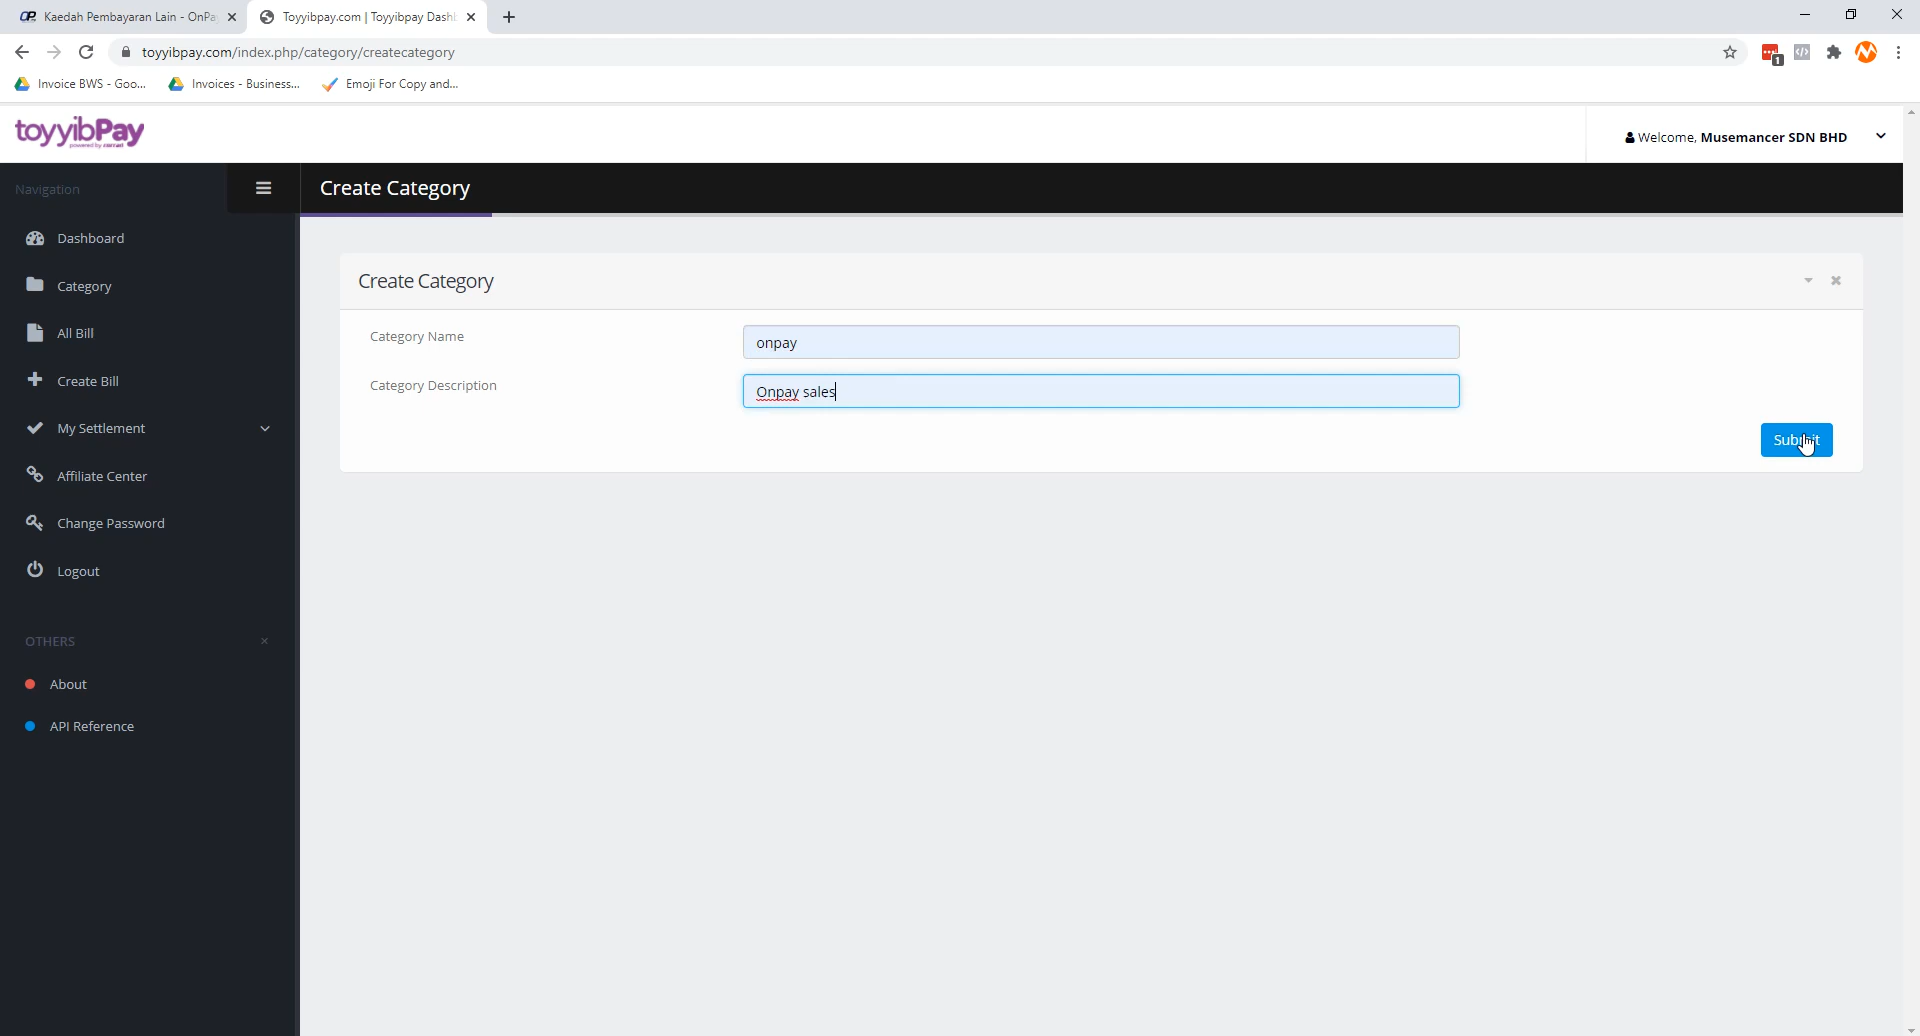 Kaedah Pembayaran Lain - OnPa
Toyyibpay.com | Toyyibpay Dash
toyyibpay.com/index.php/category/createcategory
1
Invoice BWS - Goo...
Invoices - Business...
Emoji For Copy and...
toyyibPay
Welcome, Musemancer SDN BHD
Navigation
Create Category
Dashboard
Category
All Bill
Create Bill
My Settlement
Affiliate Center
Change Password
Logout
OTHERS
About
API Reference
Create Category
Category Name
onpay
Category Description
Onpay sales
Submit